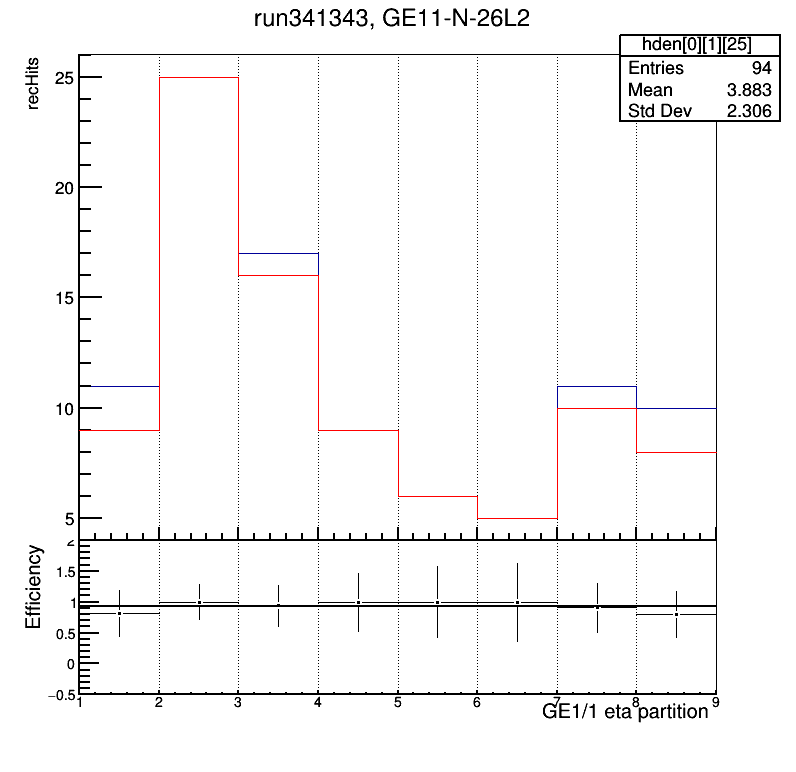 run341343, GE11-N-26L2
hden[0][1][25]
Entries 94
Mean 3.883
Std Dev 2.306
recHits
25
20
15
10
5
Efficiency
2
1.5
1
0.5
0
−0.5
1 2 3 4 5 6 7 8 9
GE1/1 eta partition